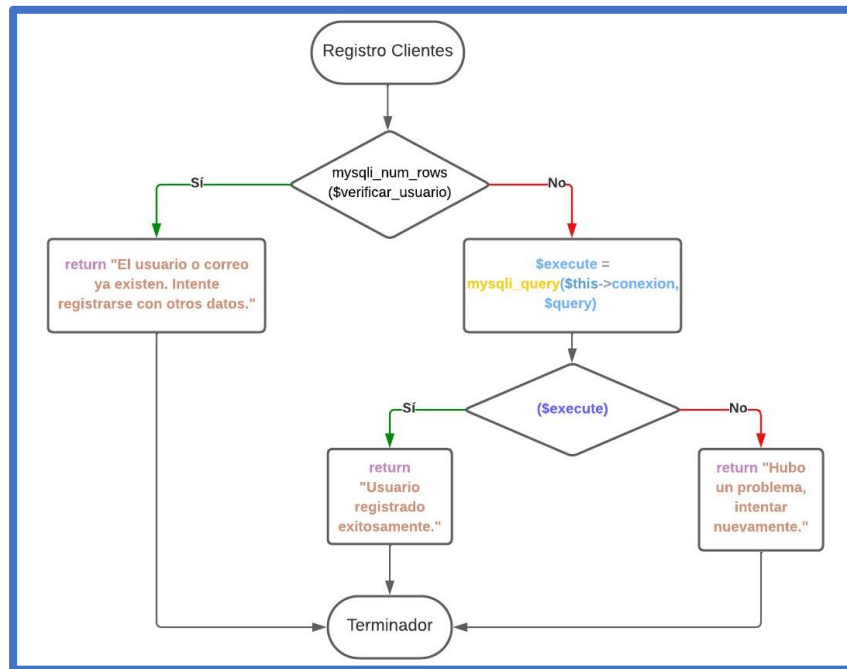 Registro Clientes
mysqli_num_rows
($verificar_usuario)
Sí
No
return "El usuario o correo
ya existen. Intente
registrarse con otros datos."
$execute =
mysqli_query($this->conexion,
$query)
($execute)
Sí
No
return
"Usuario
registrado
exitosamente."
return "Hubo
un problema,
intentar
nuevamente."
Terminador